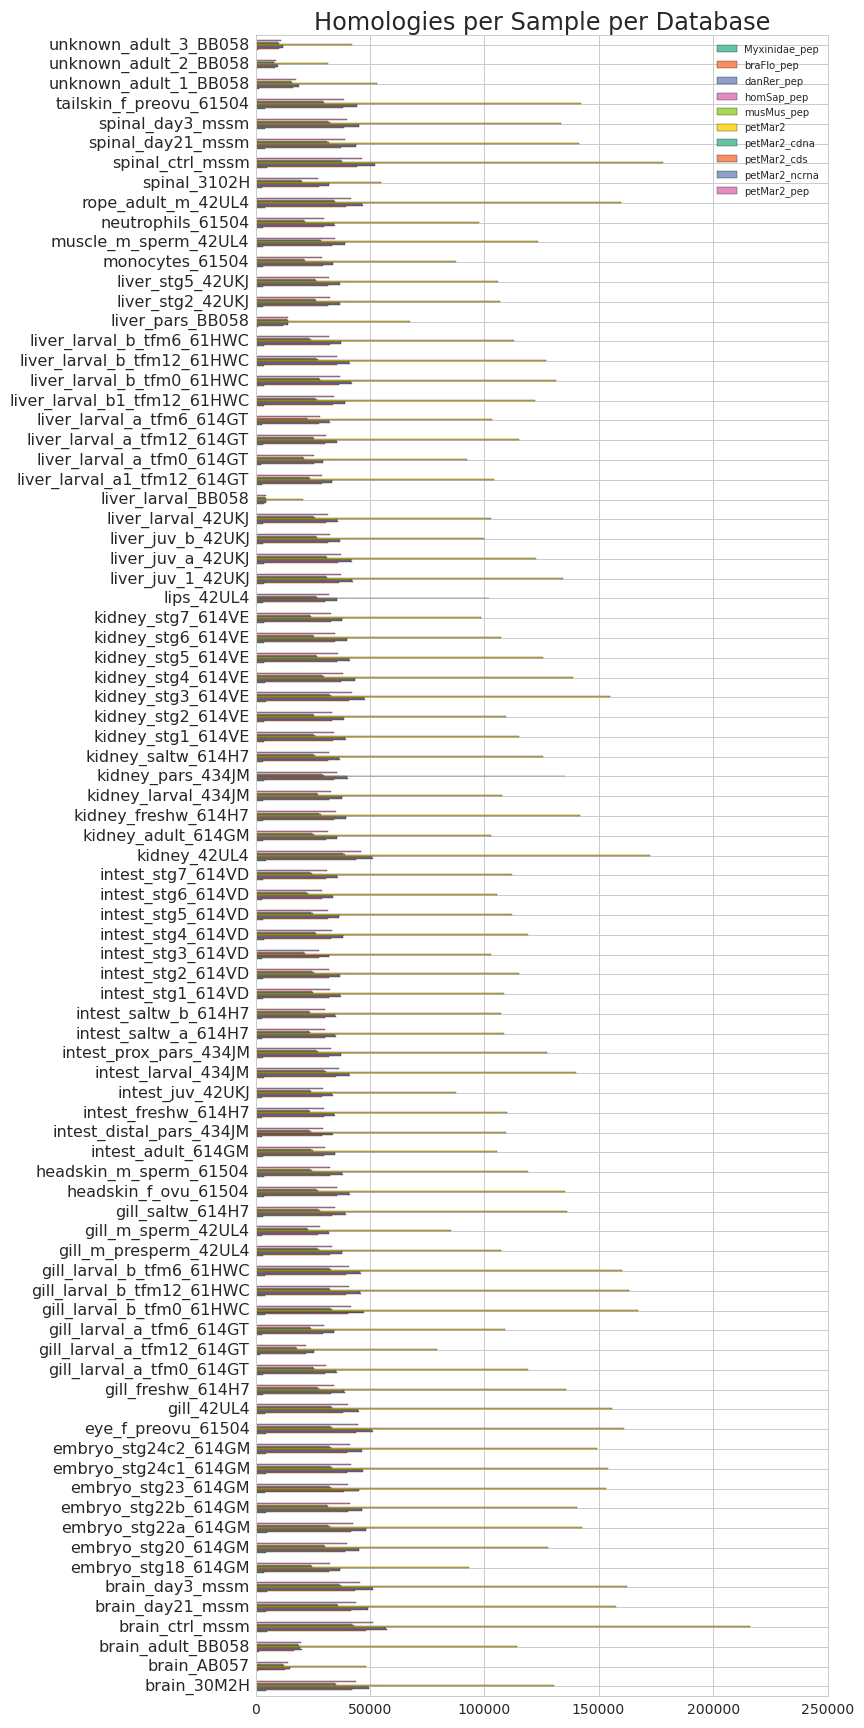 Homologies per Sample per Database
unknown_adult_3_BB058
unknown_adult_2_BB058
unknown_adult_1_BB058
tailskin_f_preovu_61504
spinal_day3_mssm
spinal_day21_mssm
spinal_ctrl_mssm
spinal_3102H
rope_adult_m_42UL4
neutrophils_61504
muscle_m_sperm_42UL4
monocytes_61504
liver_stg5_42UKJ
liver_stg2_42UKJ
liver_pars_BB058
liver_larval_b_tfm6_61HWC
liver_larval_b_tfm12_61HWC
liver_larval_b_tfm0_61HWC
liver_larval_b1_tfm12_61HWC
liver_larval_a_tfm6_614GT
liver_larval_a_tfm12_614GT
liver_larval_a_tfm0_614GT
liver_larval_a1_tfm12_614GT
liver_larval_BB058
liver_larval_42UKJ
liver_juv_b_42UKJ
liver_juv_a_42UKJ
liver_juv_1_42UKJ
lips_42UL4
kidney_stg7_614VE
kidney_stg6_614VE
kidney_stg5_614VE
kidney_stg4_614VE
kidney_stg3_614VE
kidney_stg2_614VE
kidney_stg1_614VE
kidney_saltw_614H7
kidney_pars_434JM
kidney_larval_434JM
kidney_freshw_614H7
kidney_adult_614GM
kidney_42UL4
intest_stg7_614VD
intest_stg6_614VD
intest_stg5_614VD
intest_stg4_614VD
intest_stg3_614VD
intest_stg2_614VD
intest_stg1_614VD
intest_saltw_b_614H7
intest_saltw_a_614H7
intest_prox_pars_434JM
intest_larval_434JM
intest_juv_42UKJ
intest_freshw_614H7
intest_distal_pars_434JM
intest_adult_614GM
headskin_m_sperm_61504
headskin_f_ovu_61504
gill_saltw_614H7
gill_m_sperm_42UL4
gill_m_presperm_42UL4
gill_larval_b_tfm6_61HWC
gill_larval_b_tfm12_61HWC
gill_larval_b_tfm0_61HWC
gill_larval_a_tfm6_614GT
gill_larval_a_tfm12_614GT
gill_larval_a_tfm0_614GT
gill_freshw_614H7
gill_42UL4
eye_f_preovu_61504
embryo_stg24c2_614GM
embryo_stg24c1_614GM
embryo_stg23_614GM
embryo_stg22b_614GM
embryo_stg22a_614GM
embryo_stg20_614GM
embryo_stg18_614GM
brain_day3_mssm
brain_day21_mssm
brain_ctrl_mssm
brain_adult_BB058
brain_AB057
brain_30M2H
0 50000 100000 150000 200000 250000
Myxinidae_pep
braFlo_pep
danRer_pep
homSap_pep
musMus_pep
petMar2
petMar2_cdna
petMar2_cds
petMar2_ncrna
petMar2_pep